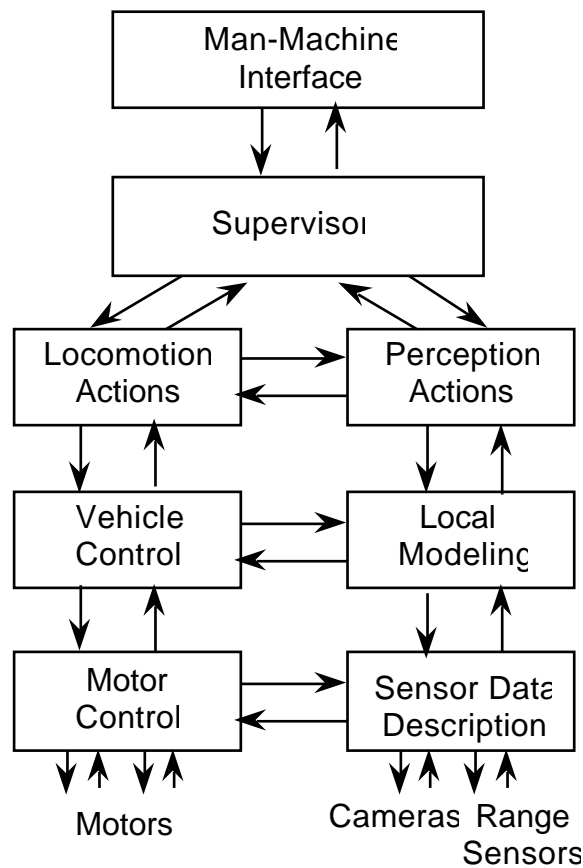 Man-Machine
Interface
Supervisor
Locomotion
Actions
Perception
Actions
Vehicle
Control
Local
Modeling
Motor
Control
Sensor Data
Description
Motors
Cameras
Range
Sensors